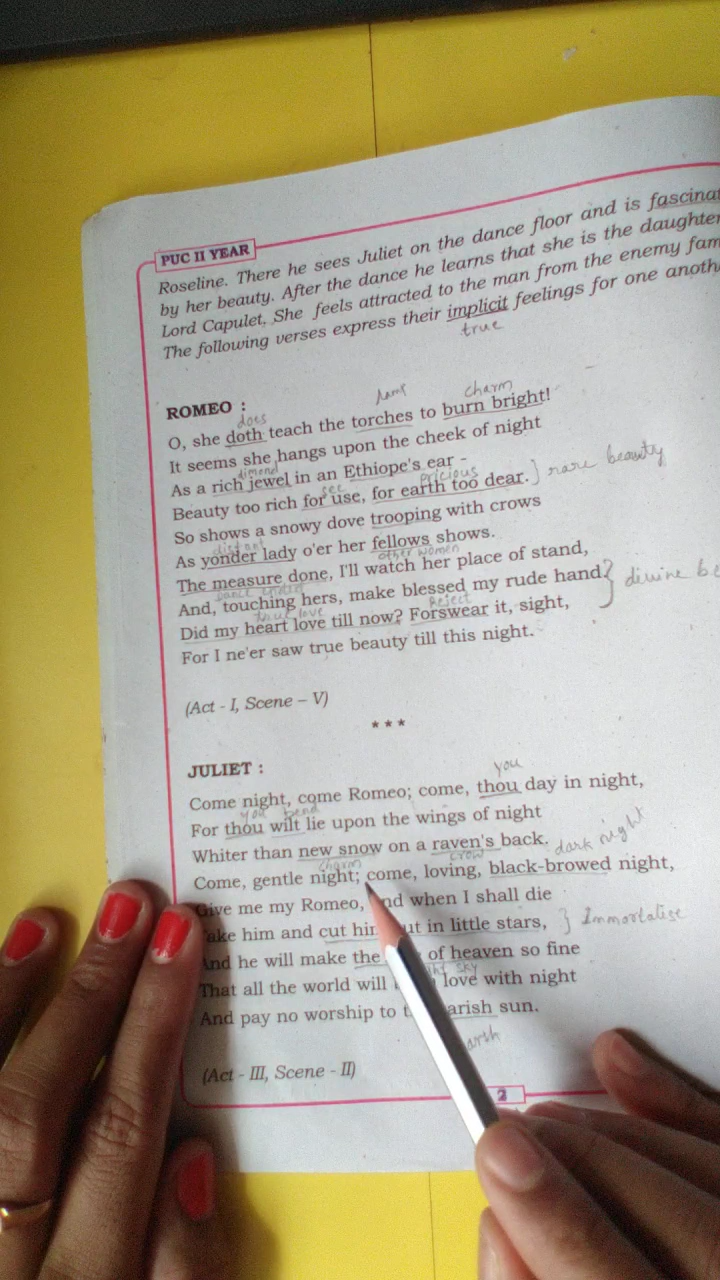 PUC II YEAR
Roseline. There he sees Juliet on the dance floor and is fascinat
by her beauty. After the dance he learns that she is the daughter
Lord Capulet. She feels attracted to the man from the enemy fam
The following verses express their implicit feelings for one anoth
true
ROMEO :
does charm
O, she doth teach the torches to burn bright!
It seems she hangs upon the cheek of night
As a rich jewel in an Ethiope's ear -
dimend see pricious
Beauty too rich for use, for earth too dear. } rare beauty
So shows a snowy dove trooping with crows
As yonder lady o'er her fellows shows.
distant other women
The measure done, I'll watch her place of stand,
And, touching hers, make blessed my rude hand. } divine be
true love Reject
Did my heart love till now? Forswear it, sight,
For I ne'er saw true beauty till this night.
(Act - I, Scene – V)
***
JULIET :
you
Come night, come Romeo; come, thou day in night,
you bend
For thou wilt lie upon the wings of night
Whiter than new snow on a raven's back.
charm crow dark night
Come, gentle night; come, loving, black-browed night,
Give me my Romeo, and when I shall die
Take him and cut him out in little stars, } Immortalise
And he will make the of heaven so fine
sky
That all the world will love with night
And pay no worship to arish sun.
(Act - III, Scene - II)
2